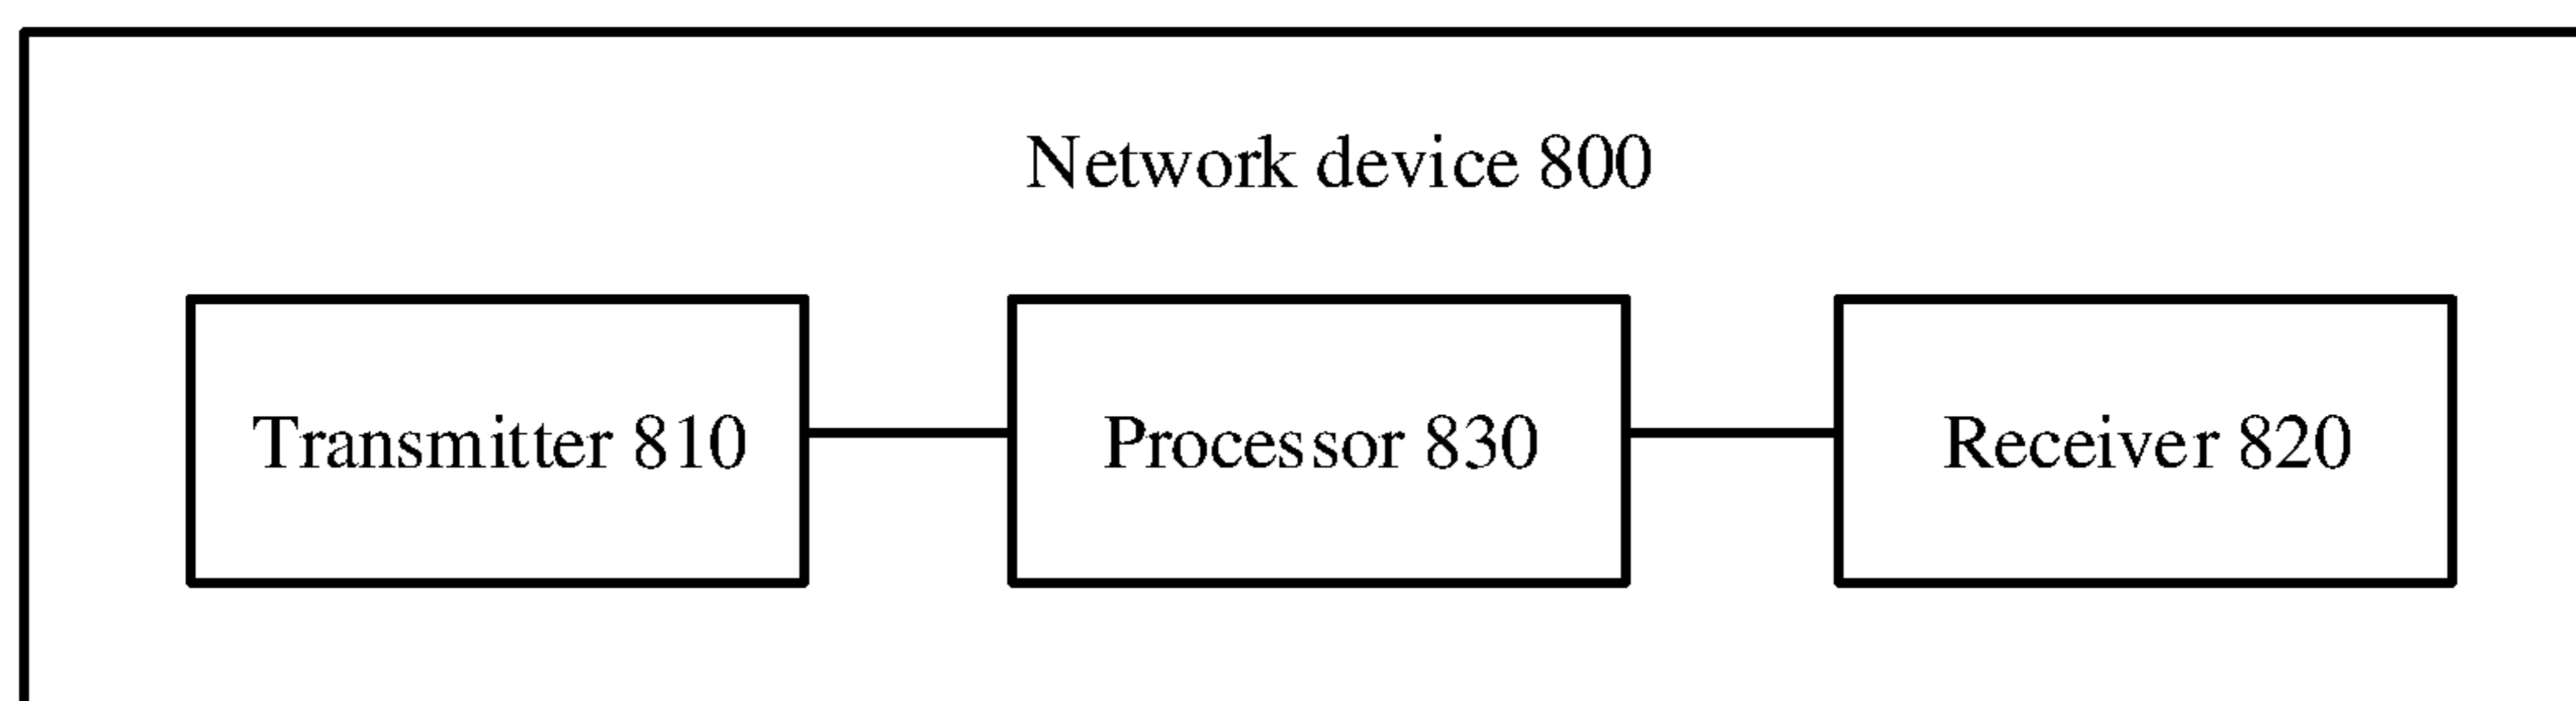 Network device 800
Transmitter 810
Processor 830
Receiver 820